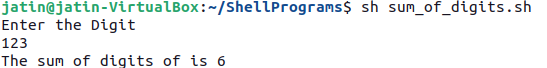 jatin@jatin-VirtualBox:~/ShellPrograms$ sh sum_of_digits.sh
Enter the Digit
123
The sum of digits of is 6